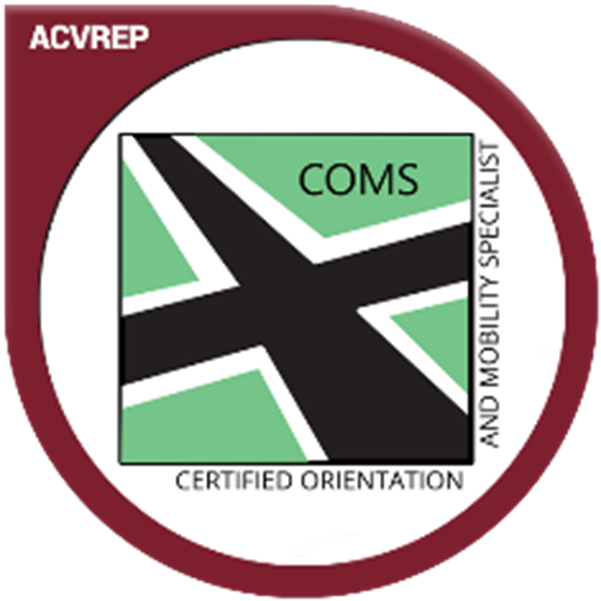 ACVREP
COMS
CERTIFIED ORIENTATION
AND MOBILITY SPECIALIST